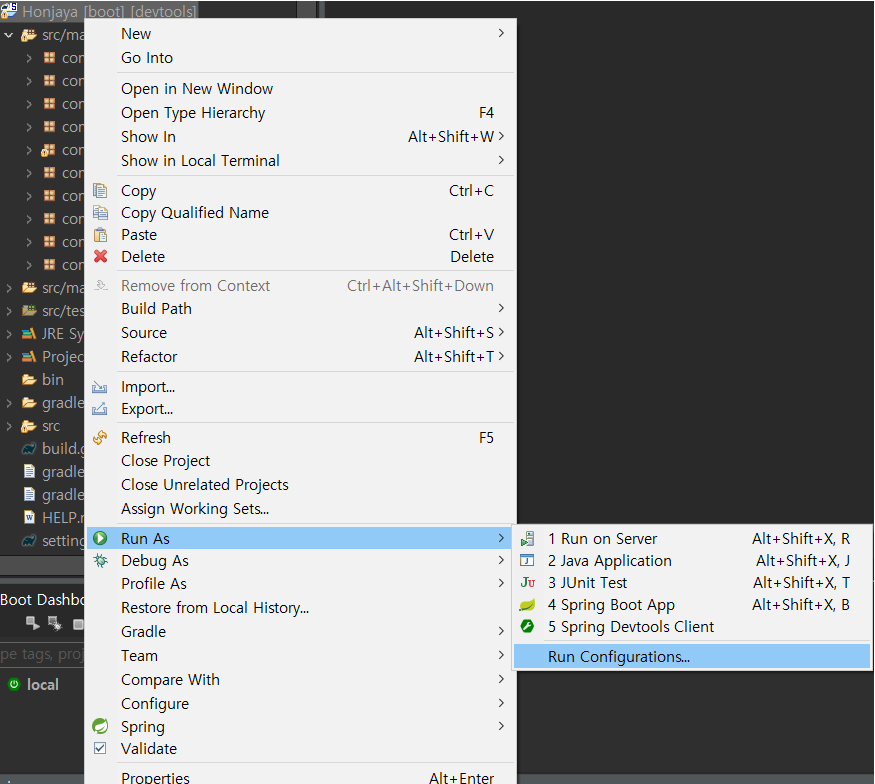 Honjaya [boot] [devtools]
src/ma
con
con
con
con
con
con
con
con
con
con
src/ma
src/tes
JRE Sy
Projec
bin
gradle
src
build.g
gradle
gradle
HELP.r
setting
Boot Dashbo
pe tags, proj
local
New
Go Into
Open in New Window
Open Type Hierarchy F4
Show In Alt+Shift+W
Show in Local Terminal
Copy Ctrl+C
Copy Qualified Name
Paste Ctrl+V
Delete Delete
Remove from Context Ctrl+Alt+Shift+Down
Build Path
Source Alt+Shift+S
Refactor Alt+Shift+T
Import...
Export...
Refresh F5
Close Project
Close Unrelated Projects
Assign Working Sets...
Run As
Debug As
Profile As
Restore from Local History...
Gradle
Team
Compare With
Configure
Spring
Validate
Properties Alt+Enter
1 Run on Server Alt+Shift+X, R
2 Java Application Alt+Shift+X, J
3 JUnit Test Alt+Shift+X, T
4 Spring Boot App Alt+Shift+X, B
5 Spring Devtools Client
Run Configurations...